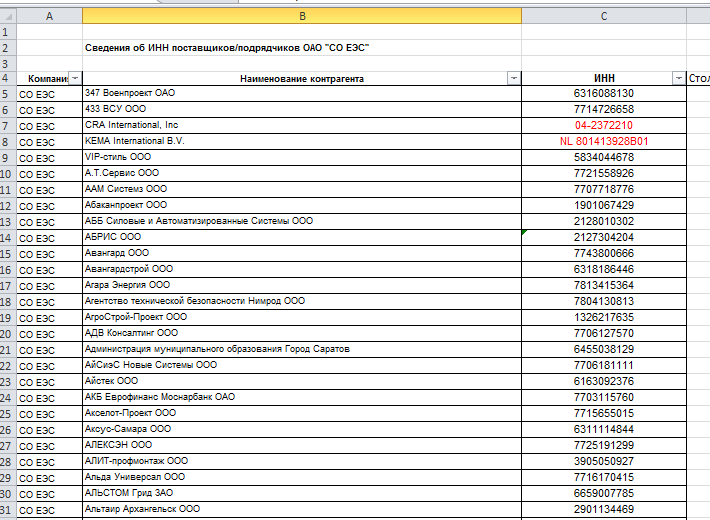 A B C
1
2 Сведения об ИНН поставщиков/подрядчиков ОАО "СО ЕЭС"
3
4 Компани Наименование контрагента ИНН Стол
5 СО ЕЭС 347 Военпроект ОАО 6316088130
6 СО ЕЭС 433 ВСУ ООО 7714726658
7 СО ЕЭС CRA International, Inc 04-2372210
8 СО ЕЭС KEMA International B.V. NL 801413928B01
9 СО ЕЭС VIP-стиль ООО 5834044678
10 СО ЕЭС А.Т.Сервис ООО 7721558926
11 СО ЕЭС ААМ Системз ООО 7707718776
12 СО ЕЭС Абаканпроект ООО 1901067429
13 СО ЕЭС АББ Силовые и Автоматизированные Системы ООО 2128010302
14 СО ЕЭС АБРИС ООО 2127304204
15 СО ЕЭС Авангард ООО 7743800666
16 СО ЕЭС Авангардстрой ООО 6318186446
17 СО ЕЭС Агара Энергия ООО 7813415364
18 СО ЕЭС Агентство технической безопасности Нимрод ООО 7804130813
19 СО ЕЭС АгроСтрой-Проект ООО 1326217635
20 СО ЕЭС АДВ Консалтинг ООО 7706127570
21 СО ЕЭС Администрация муниципального образования Город Саратов 6455038129
22 СО ЕЭС АйСиэС Новые Системы ООО 7706181111
23 СО ЕЭС Айстек ООО 6163092376
24 СО ЕЭС АКБ Еврофинанс Моснарбанк ОАО 7703115760
25 СО ЕЭС Акселот-Проект ООО 7715655015
26 СО ЕЭС Аксус-Самара ООО 6311114844
27 СО ЕЭС АЛЕКСЭН ООО 7725191299
28 СО ЕЭС АЛИТ-профмонтаж ООО 3905050927
29 СО ЕЭС Альда Универсал ООО 7716170415
30 СО ЕЭС АЛЬСТОМ Грид ЗАО 6659007785
31 СО ЕЭС Альтаир Архангельск ООО 2901134469